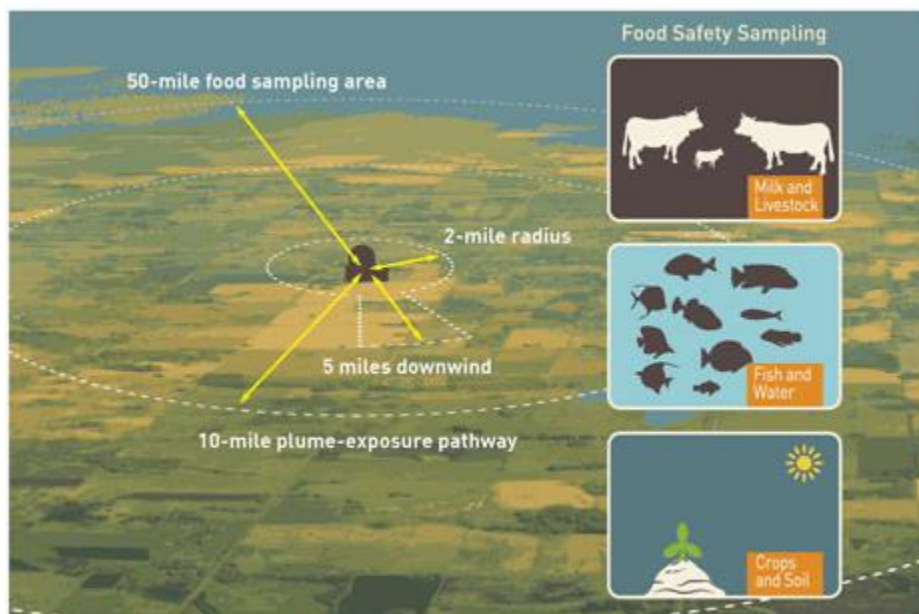 Food Safety Sampling
50-mile food sampling area
2-mile radius
5 miles downwind
10-mile plume-exposure pathway
Milk and
Livestock
Fish and
Water
Crops
and Soil